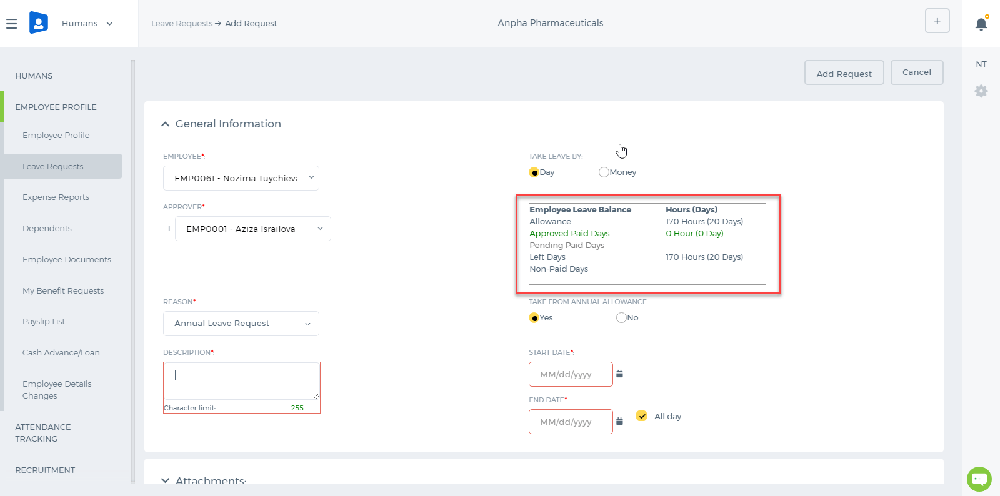 Humans
Leave Requests → Add Request
Anpha Pharmaceuticals
+
NT
HUMANS
EMPLOYEE PROFILE
Employee Profile
Leave Requests
Expense Reports
Dependents
Employee Documents
My Benefit Requests
Payslip List
Cash Advance/Loan
Employee Details
Changes
ATTENDANCE
TRACKING
RECRUITMENT
Add Request
Cancel
General Information
EMPLOYEE*:
EMP0061 - Nozima Tuychieva
APPROVER*:
1 EMP0001 - Aziza Israilova
REASON*:
Annual Leave Request
DESCRIPTION*:
Character limit: 255
TAKE LEAVE BY:
Day Money
Employee Leave Balance Hours (Days)
Allowance 170 Hours (20 Days)
Approved Paid Days 0 Hour (0 Day)
Pending Paid Days
Left Days 170 Hours (20 Days)
Non-Paid Days
TAKE FROM ANNUAL ALLOWANCE:
Yes No
START DATE*:
MM/dd/yyyy
END DATE*:
MM/dd/yyyy
All day
Attachments: